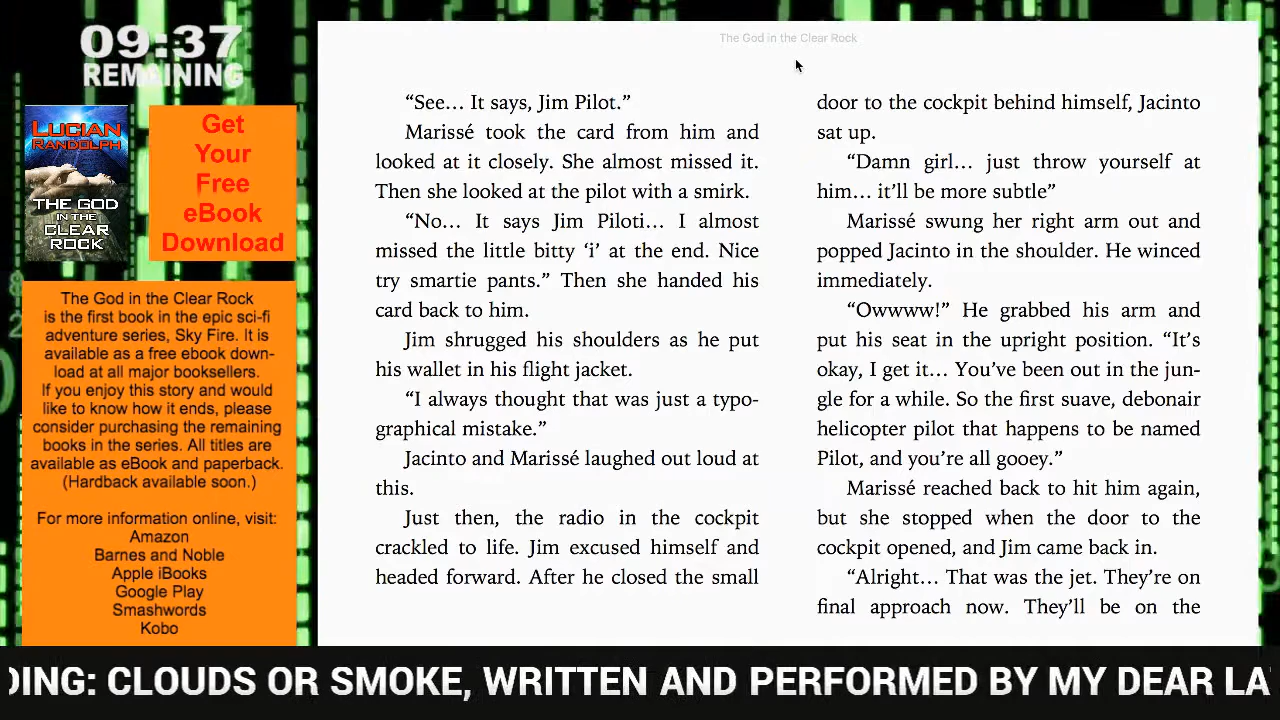 09:37
REMAINING
LUCIAN
RANDOLPH
THE GOD
IN THE
CLEAR
ROCK
Get
Your
Free
eBook
Download
The God in the Clear Rock
is the first book in the epic sci-fi
adventure series, Sky Fire. It is
available as a free ebook down-
load at all major booksellers.
If you enjoy this story and would
like to know how it ends, please
consider purchasing the remaining
books in the series. All titles are
available as eBook and paperback.
(Hardback available soon.)
For more information online, visit:
Amazon
Barnes and Noble
Apple iBooks
Google Play
Smashwords
Kobo
The God in the Clear Rock
“See… It says, Jim Pilot.”
Marissé took the card from him and
looked at it closely. She almost missed it.
Then she looked at the pilot with a smirk.
“No… It says Jim Piloti… I almost
missed the little bitty ‘i’ at the end. Nice
try smartie pants.” Then she handed his
card back to him.
Jim shrugged his shoulders as he put
his wallet in his flight jacket.
“I always thought that was just a typo-
graphical mistake.”
Jacinto and Marissé laughed out loud at
this.
Just then, the radio in the cockpit
crackled to life. Jim excused himself and
headed forward. After he closed the small
door to the cockpit behind himself, Jacinto
sat up.
“Damn girl… just throw yourself at
him… it’ll be more subtle”
Marissé swung her right arm out and
popped Jacinto in the shoulder. He winced
immediately.
“Owwww!” He grabbed his arm and
put his seat in the upright position. “It’s
okay, I get it… You’ve been out in the jun-
gle for a while. So the first suave, debonair
helicopter pilot that happens to be named
Pilot, and you’re all gooey.”
Marissé reached back to hit him again,
but she stopped when the door to the
cockpit opened, and Jim came back in.
“Alright… That was the jet. They’re on
final approach now. They’ll be on the
DING: CLOUDS OR SMOKE, WRITTEN AND PERFORMED BY MY DEAR LA